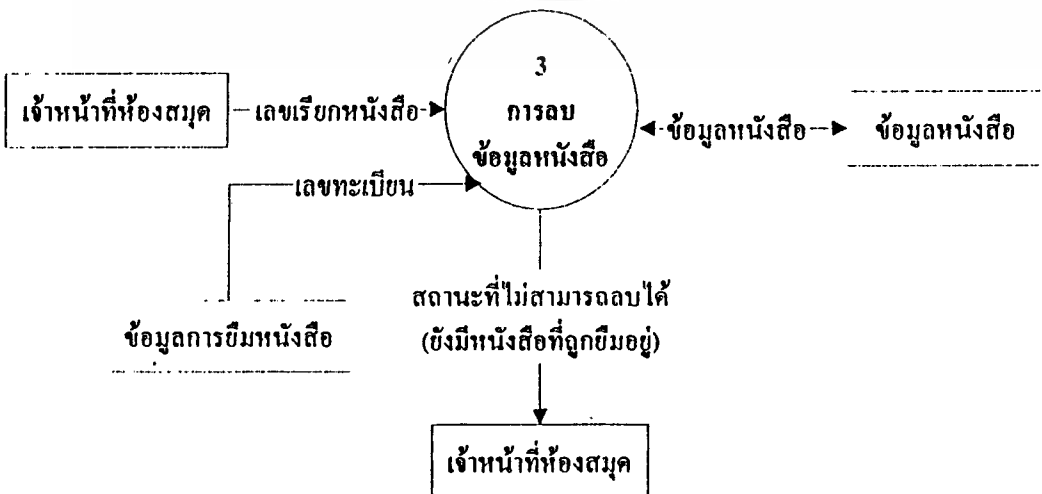 3
การลบ
ข้อมูลหนังสือ
เจ้าหน้าที่ห้องสมุด
เลขเรียกหนังสือ
ข้อมูลหนังสือ
ข้อมูลหนังสือ
เลขทะเบียน
ข้อมูลการยืมหนังสือ
สถานะที่ไม่สามารถลบได้
(ยังมีหนังสือที่ถูกยืมอยู่)
เจ้าหน้าที่ห้องสมุด